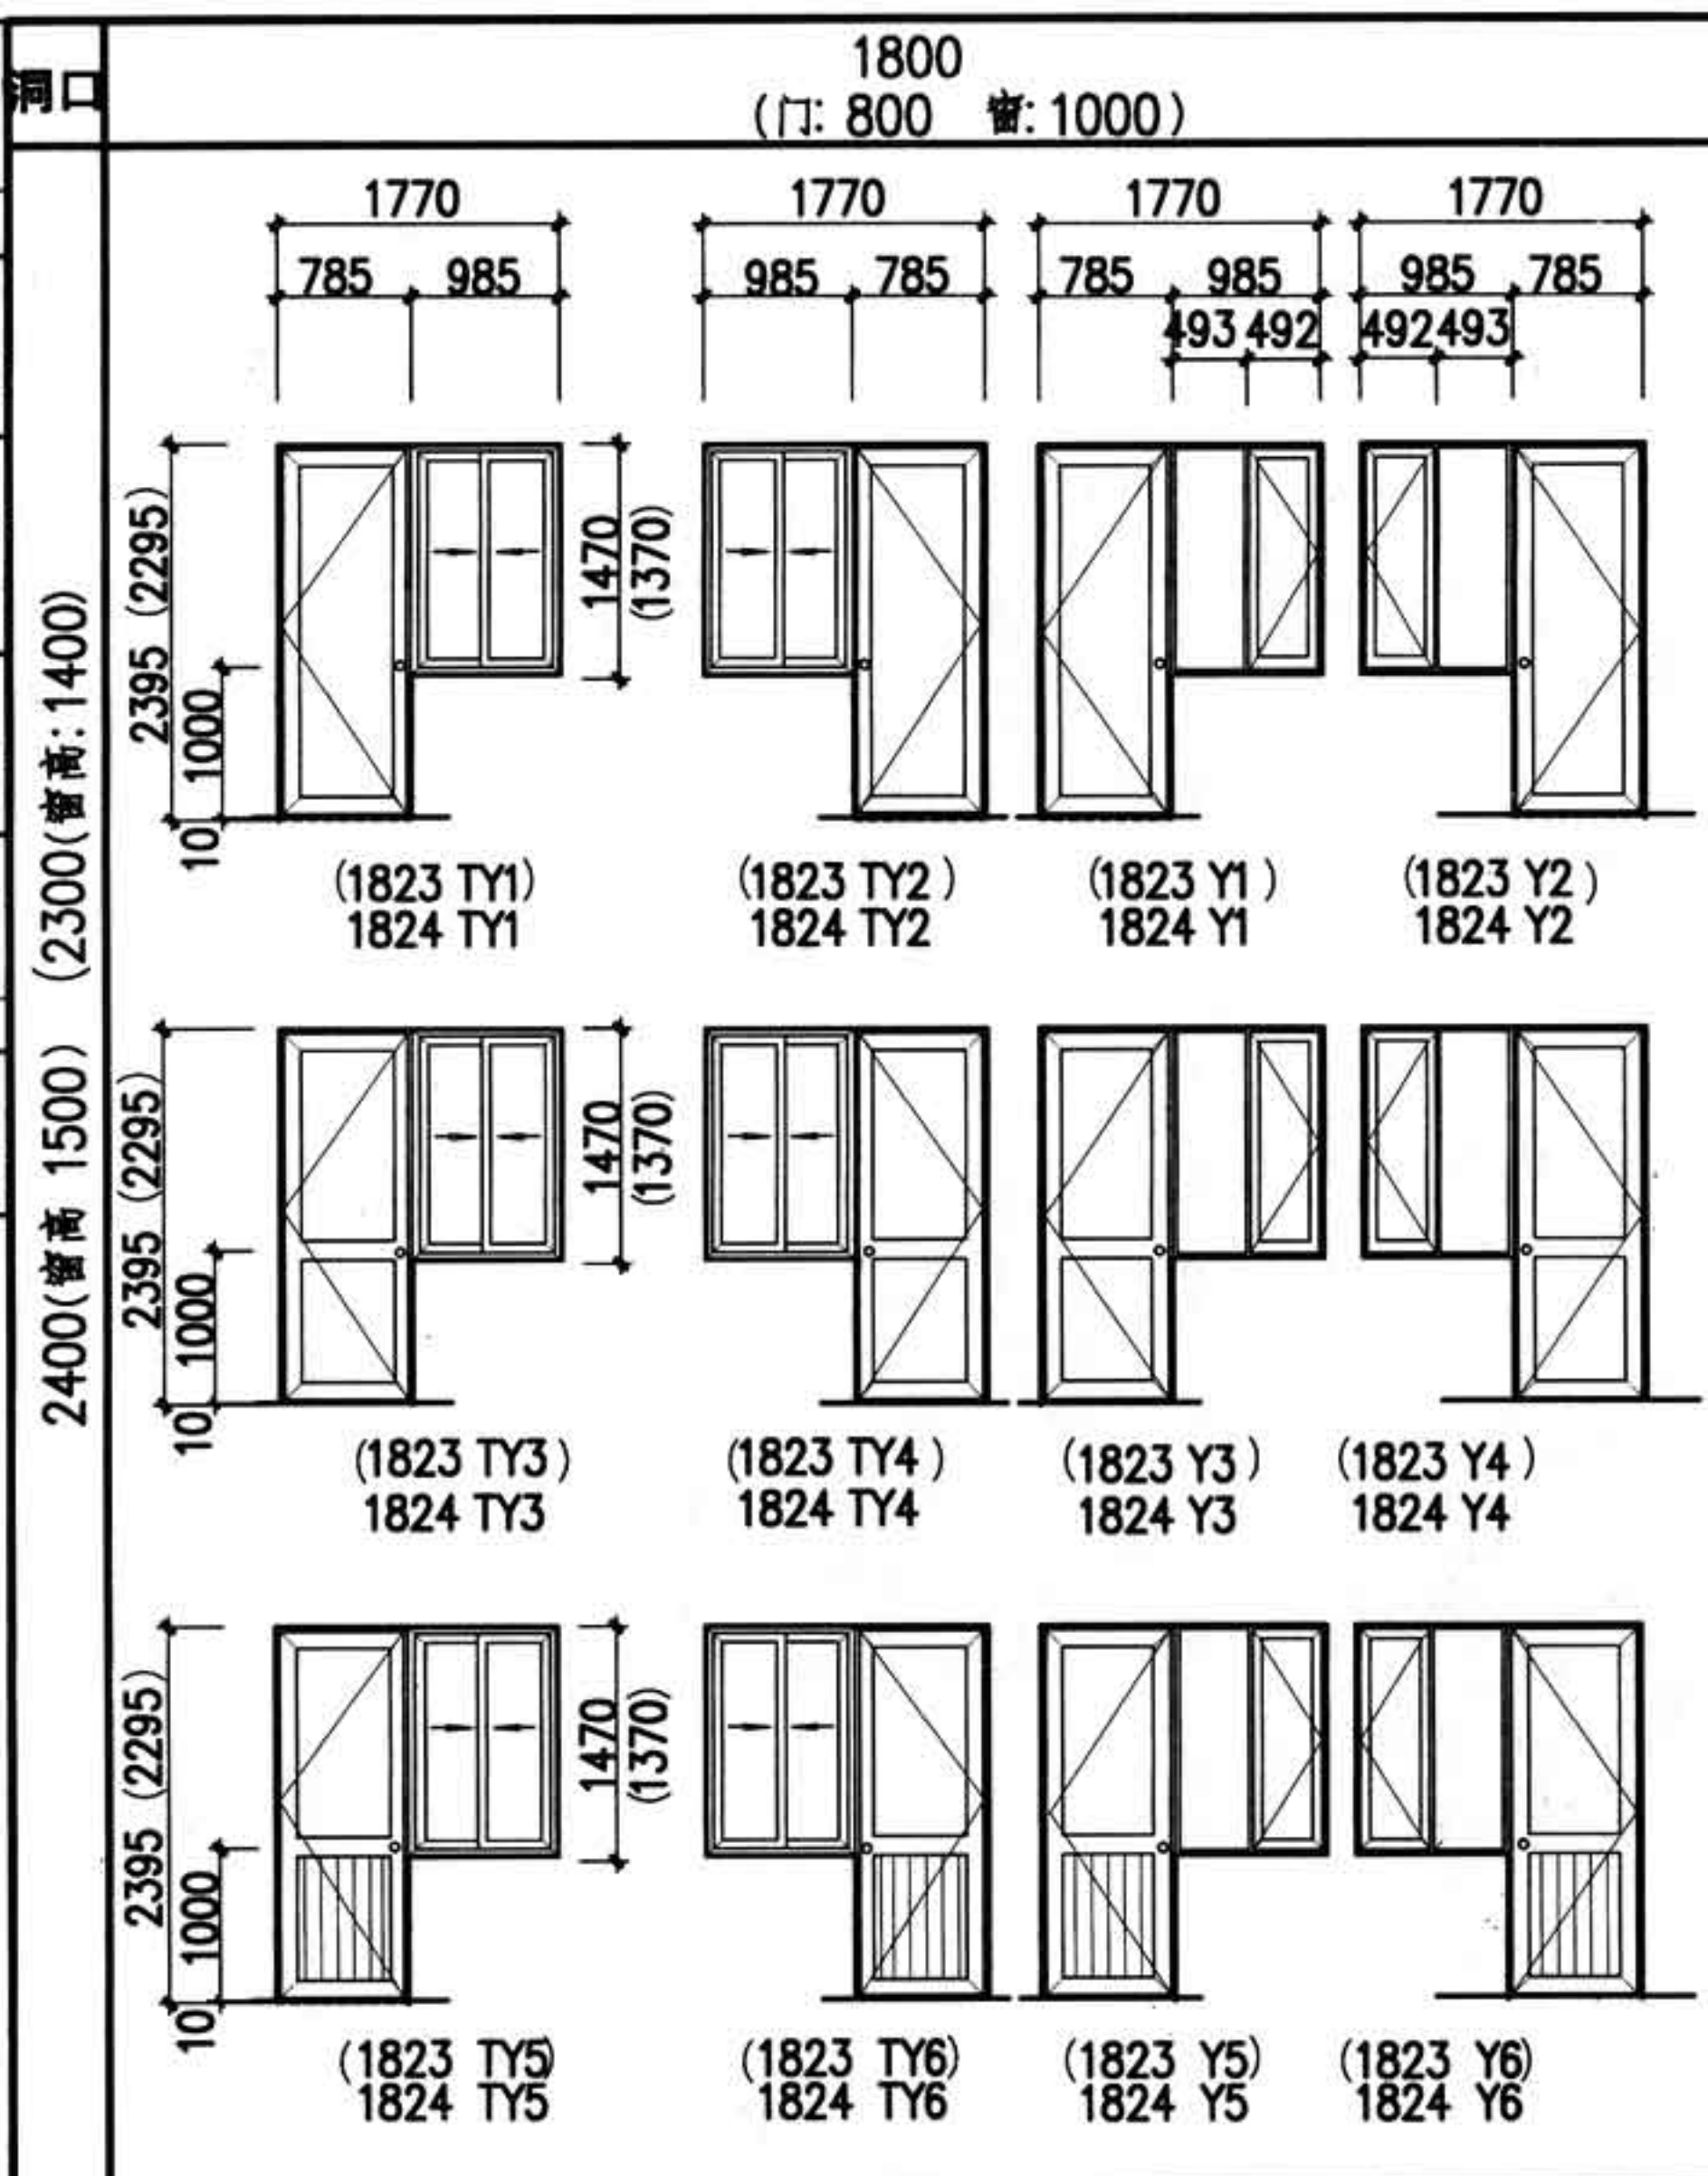 洞口
1800
(门: 800 窗: 1000)
2400(窗高 1500) (2300(窗高: 1400)
1770
1770
1770
1770
785 985
985 785
785 985
985 785
493 492
492 493
2395 (2295)
1000
10
1470
(1370)
(1823 TY1)
1824 TY1
(1823 TY2)
1824 TY2
(1823 Y1)
1824 Y1
(1823 Y2)
1824 Y2
2395 (2295)
1000
10
1470
(1370)
(1823 TY3)
1824 TY3
(1823 TY4)
1824 TY4
(1823 Y3)
1824 Y3
(1823 Y4)
1824 Y4
2395 (2295)
1000
10
1470
(1370)
(1823 TY5)
1824 TY5
(1823 TY6)
1824 TY6
(1823 Y5)
1824 Y5
(1823 Y6)
1824 Y6